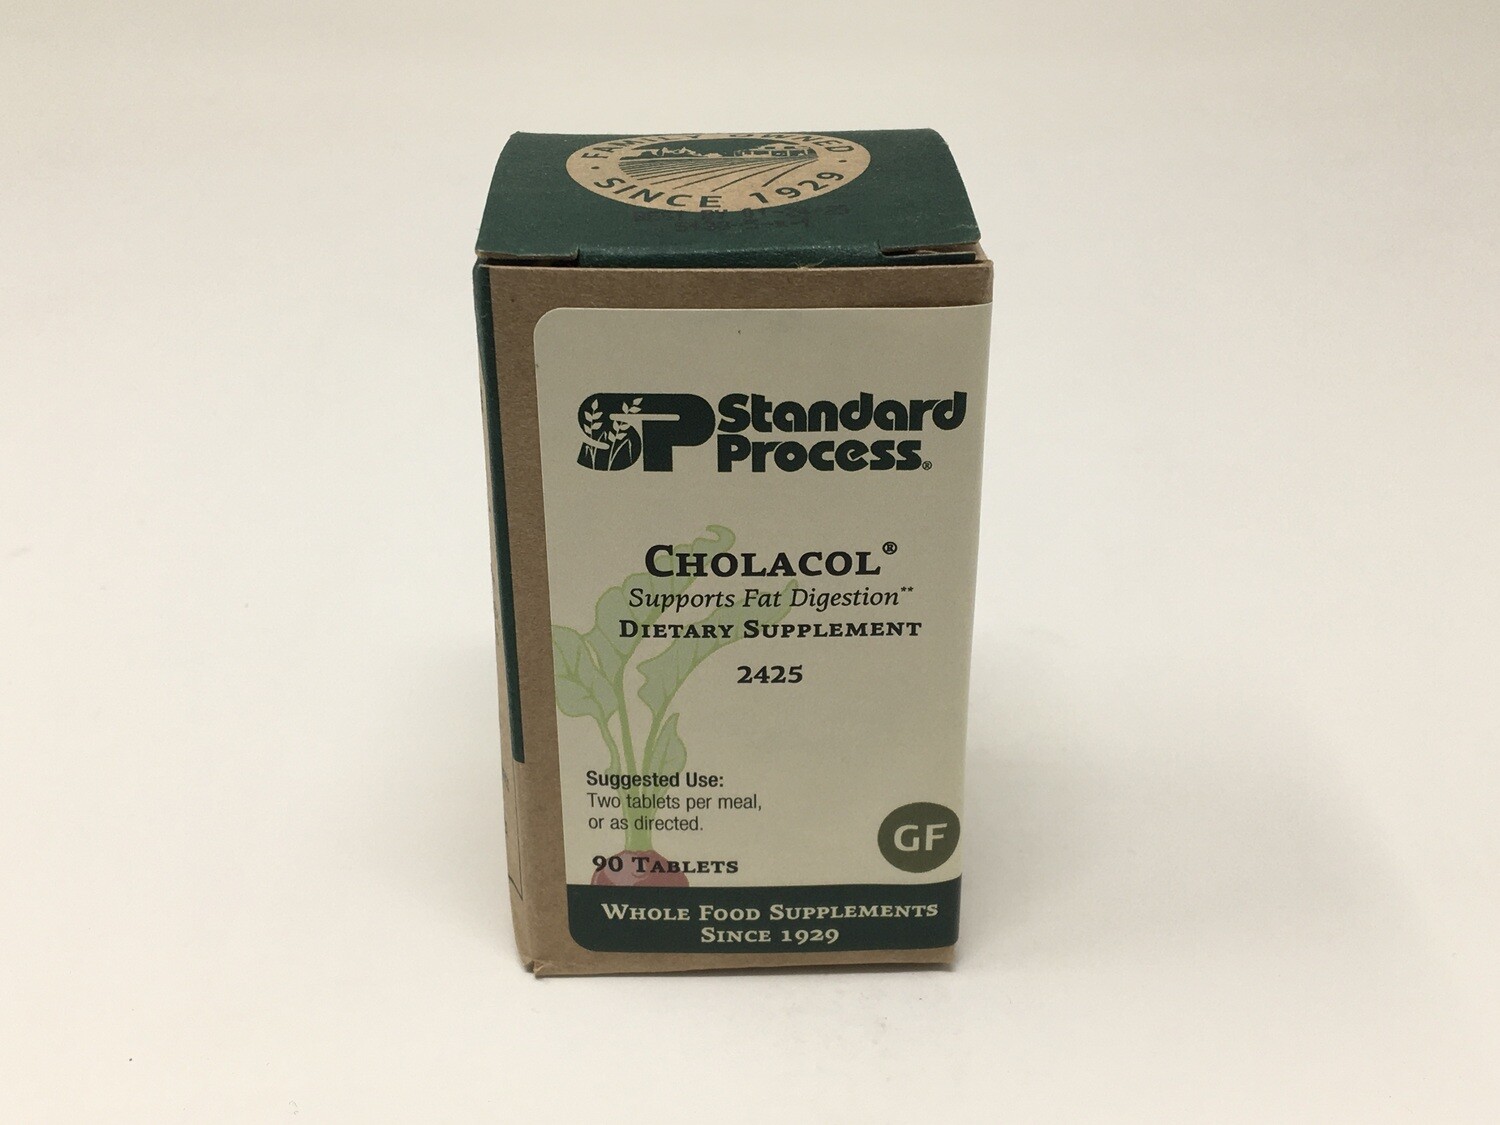 FAMILY OWNED
SINCE 1929
SP Standard
Process®
CHOLACOL®
Supports Fat Digestion**
DIETARY SUPPLEMENT
2425
Suggested Use:
Two tablets per meal,
or as directed.
GF
90 TABLETS
WHOLE FOOD SUPPLEMENTS
SINCE 1929